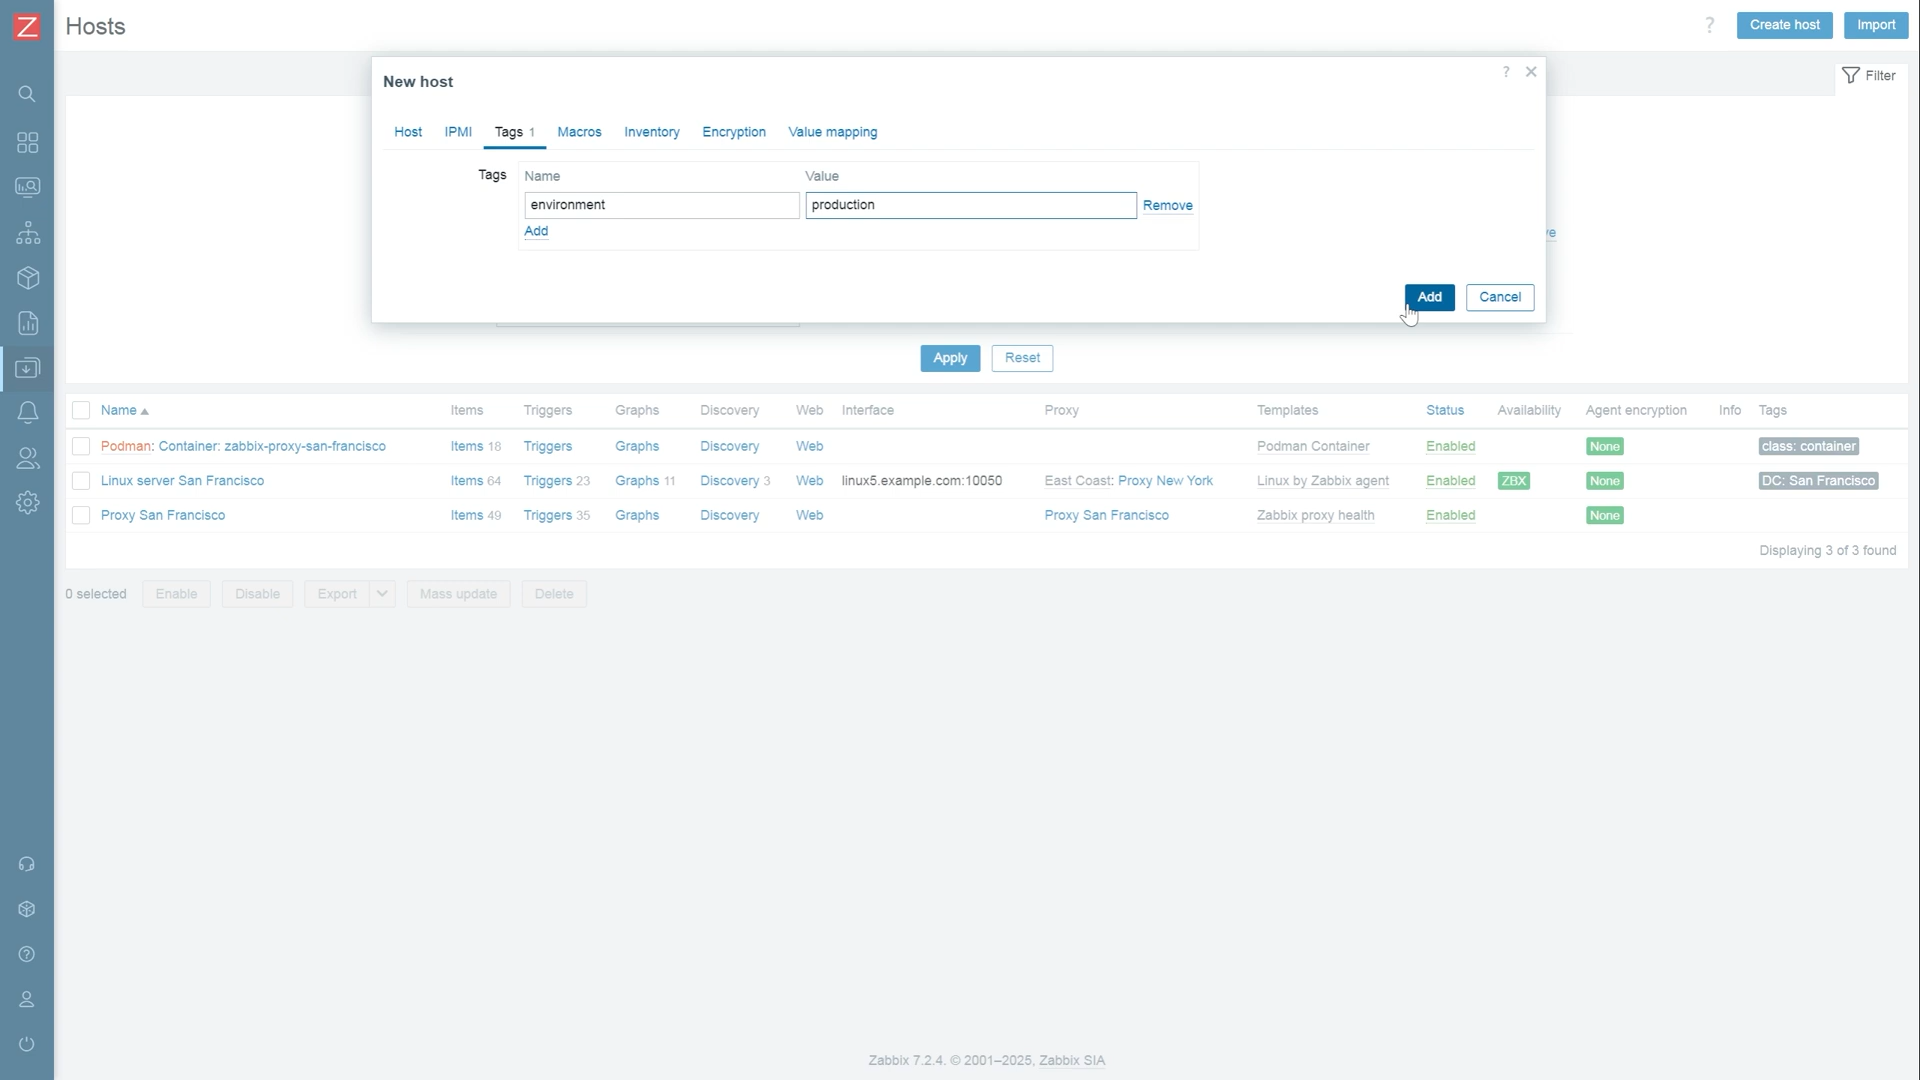 Z
Hosts
? Create host Import
Filter
New host
? ×
Host IPMI Tags 1 Macros Inventory Encryption Value mapping
Tags Name Value
environment production Remove
Add
Add Cancel
Apply Reset
Name Items Triggers Graphs Discovery Web Interface Proxy Templates Status Availability Agent encryption Info Tags
Podman: Container: zabbix-proxy-san-francisco Items 18 Triggers Graphs Discovery Web Podman Container Enabled None class: container
Linux server San Francisco Items 64 Triggers 23 Graphs 11 Discovery 3 Web linux5.example.com:10050 East Coast: Proxy New York Linux by Zabbix agent Enabled ZBX None DC: San Francisco
Proxy San Francisco Items 49 Triggers 35 Graphs Discovery Web Proxy San Francisco Zabbix proxy health Enabled None
Displaying 3 of 3 found
0 selected Enable Disable Export Mass update Delete
Zabbix 7.2.4. © 2001–2025, Zabbix SIA